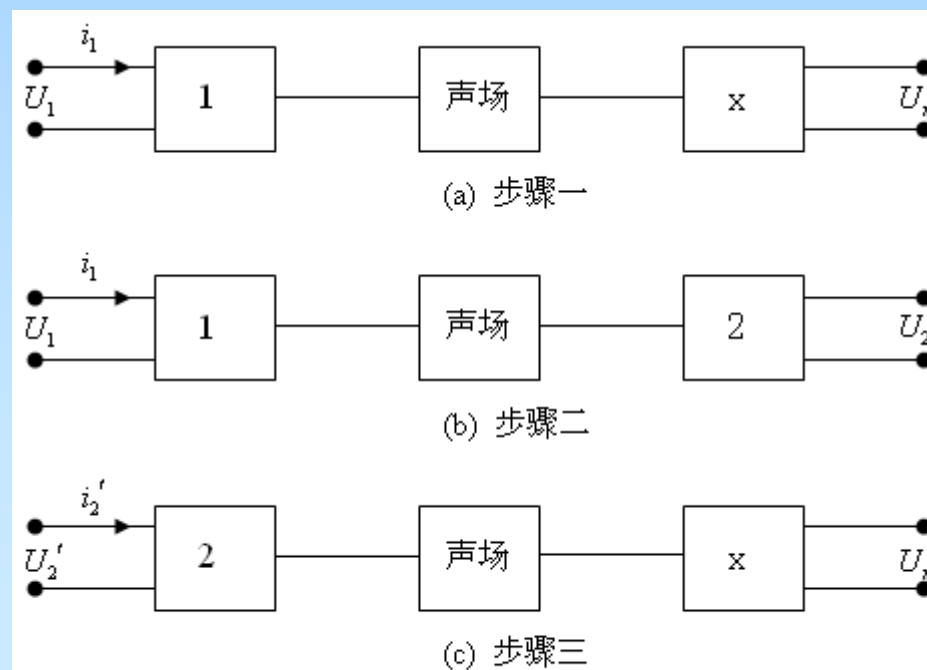 i₁
U₁ 1 声场 x U
(a) 步骤一
i₁
U₁ 1 声场 2 U₂
(b) 步骤二
i₂′
U₂′ 2 声场 x U
(c) 步骤三